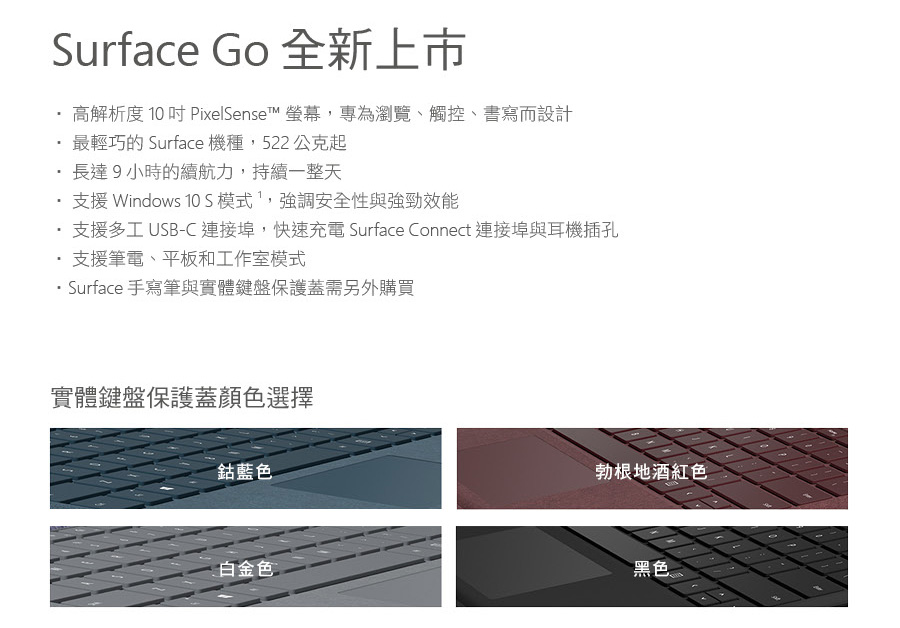 Surface Go 全新上市
· 高解析度 10 吋 PixelSense™ 螢幕，專為瀏覽、觸控、書寫而設計
· 最輕巧的 Surface 機種，522 公克起
· 長達 9 小時的續航力，持續一整天
· 支援 Windows 10 S 模式 ¹，強調安全性與強勁效能
· 支援多工 USB-C 連接埠，快速充電 Surface Connect 連接埠與耳機插孔
· 支援筆電、平板和工作室模式
· Surface 手寫筆與實體鍵盤保護蓋需另外購買
實體鍵盤保護蓋顏色選擇
鈷藍色
勃根地酒紅色
白金色
黑色